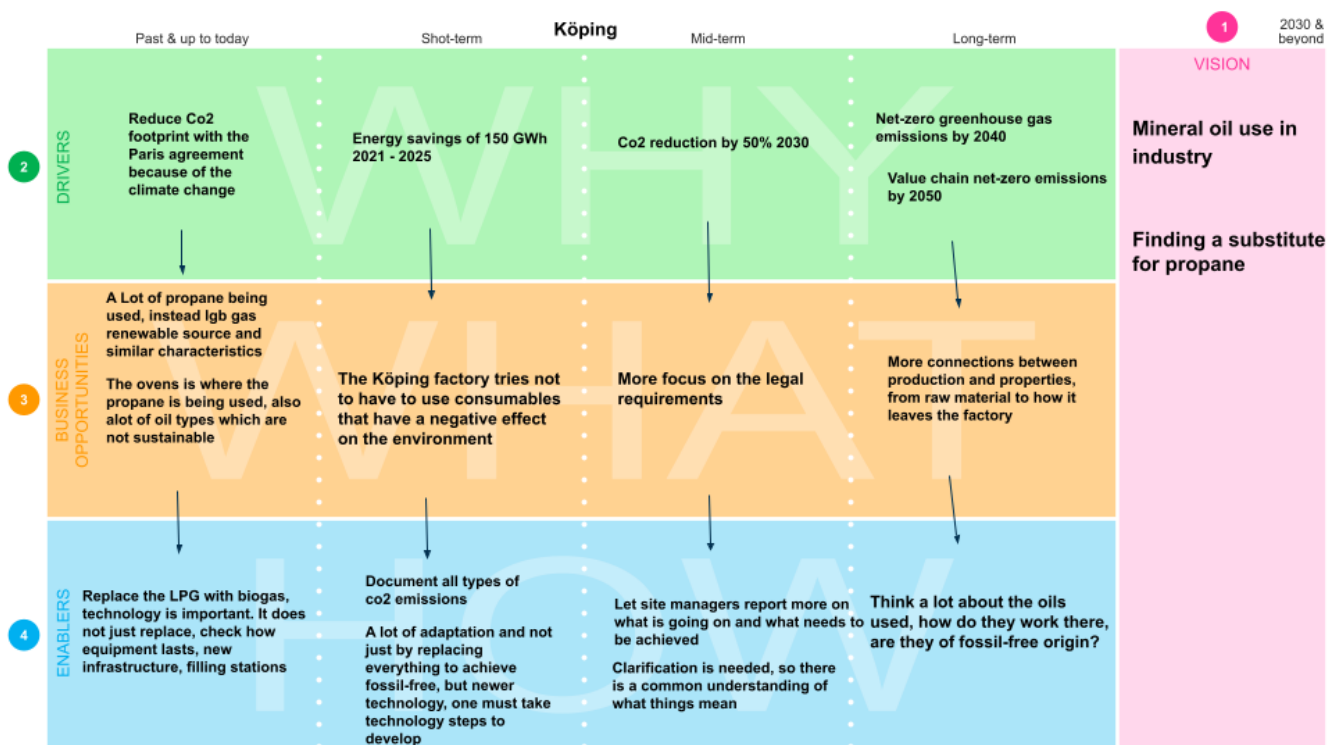 Köping
Past & up to today
Shot-term
Mid-term
Long-term
1
2030 &
beyond
VISION
Mineral oil use in
industry
Finding a substitute
for propane
WHY
2
DRIVERS
Reduce Co2
footprint with the
Paris agreement
because of the
climate change
Energy savings of 150 GWh
2021 - 2025
Co2 reduction by 50% 2030
Net-zero greenhouse gas
emissions by 2040
Value chain net-zero emissions
by 2050
WHAT
3
BUSINESS
OPPORTUNITIES
A Lot of propane being
used, instead lgb gas
renewable source and
similar characteristics
The ovens is where the
propane is being used, also
alot of oil types which are
not sustainable
The Köping factory tries not
to have to use consumables
that have a negative effect
on the environment
More focus on the legal
requirements
More connections between
production and properties,
from raw material to how it
leaves the factory
HOW
4
ENABLERS
Replace the LPG with biogas,
technology is important. It does
not just replace, check how
equipment lasts, new
infrastructure, filling stations
Document all types of
co2 emissions
A lot of adaptation and not
just by replacing
everything to achieve
fossil-free, but newer
technology, one must take
technology steps to
develop
Let site managers report more on
what is going on and what needs to
be achieved
Clarification is needed, so there
is a common understanding of
what things mean
Think a lot about the oils
used, how do they work there,
are they of fossil-free origin?